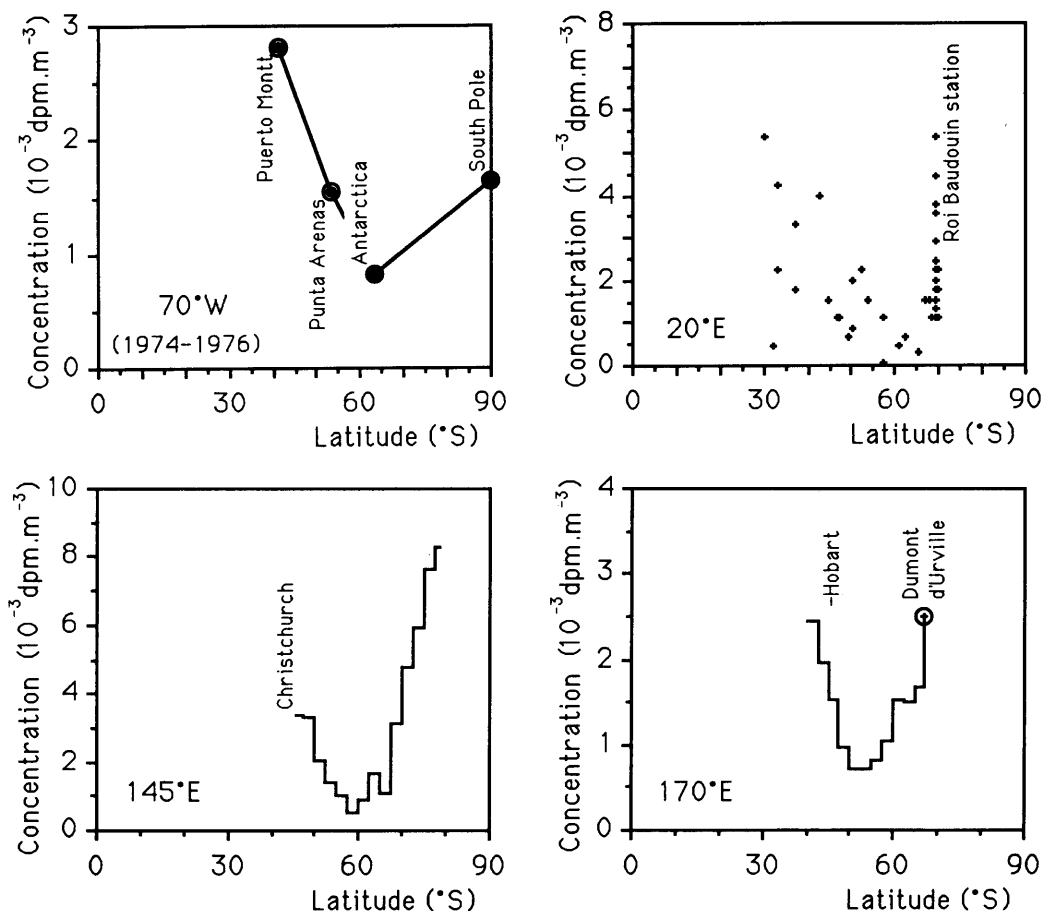 Concentration (10⁻³dpm.m⁻³)
3
2
1
0
Puerto Montt
Punta Arenas
Antarctica
South Pole
70°W
(1974-1976)
0
30
60
90
Latitude (°S)
Concentration (10⁻³dpm.m⁻³)
8
6
4
2
0
Roi Baudouin station
20°E
0
30
60
90
Latitude (°S)
Concentration (10⁻³dpm.m⁻³)
10
8
6
4
2
0
Christchurch
145°E
0
30
60
90
Latitude (°S)
Concentration (10⁻³dpm.m⁻³)
4
3
2
1
0
-Hobart
Dumont
d'Urville
170°E
0
30
60
90
Latitude (°S)